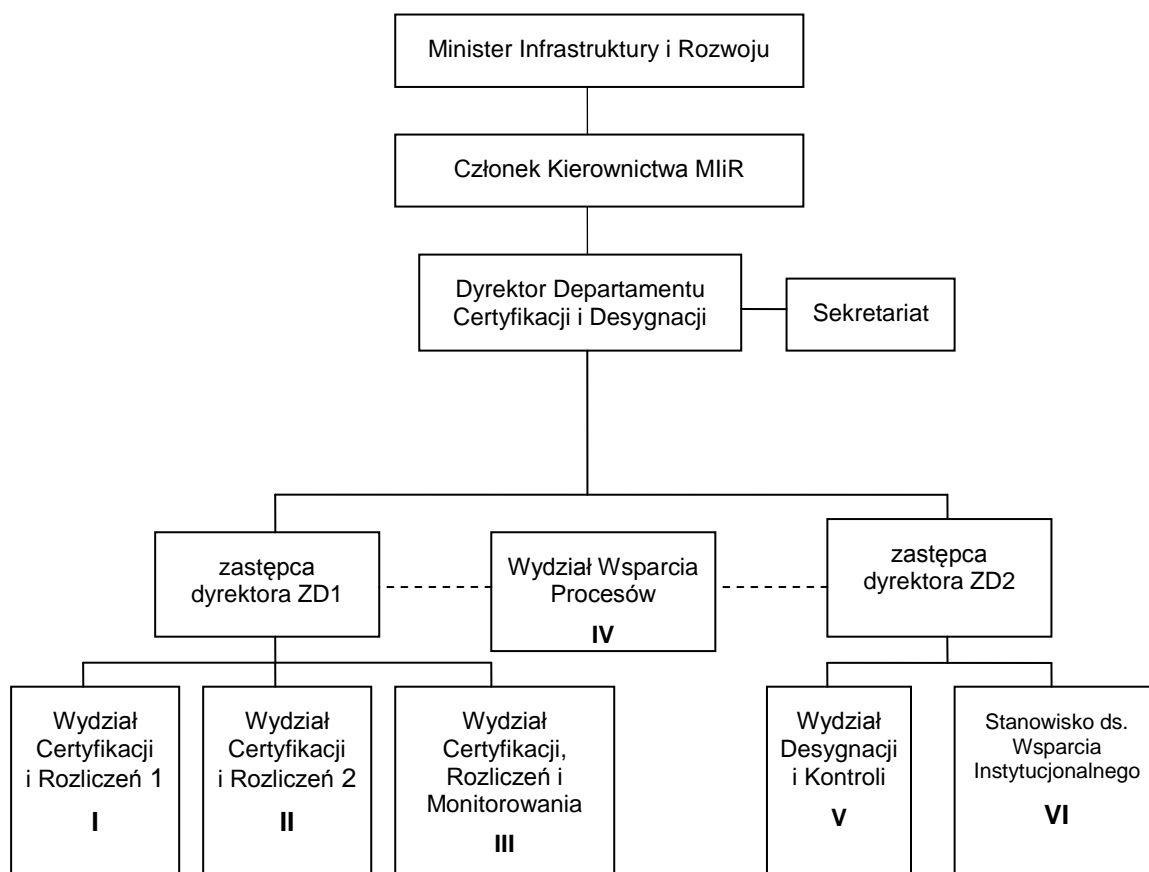 Minister Infrastruktury i Rozwoju
Członek Kierownictwa MIiR
Dyrektor Departamentu
Certyfikacji i Desygnacji
Sekretariat
zastępca
dyrektora ZD1
Wydział Wsparcia
Procesów
IV
zastępca
dyrektora ZD2
Wydział
Certyfikacji
i Rozliczeń 1
I
Wydział
Certyfikacji
i Rozliczeń 2
II
Wydział
Certyfikacji,
Rozliczeń i
Monitorowania
III
Wydział
Desygnacji
i Kontroli
V
Stanowisko ds.
Wsparcia
Instytucjonalnego
VI